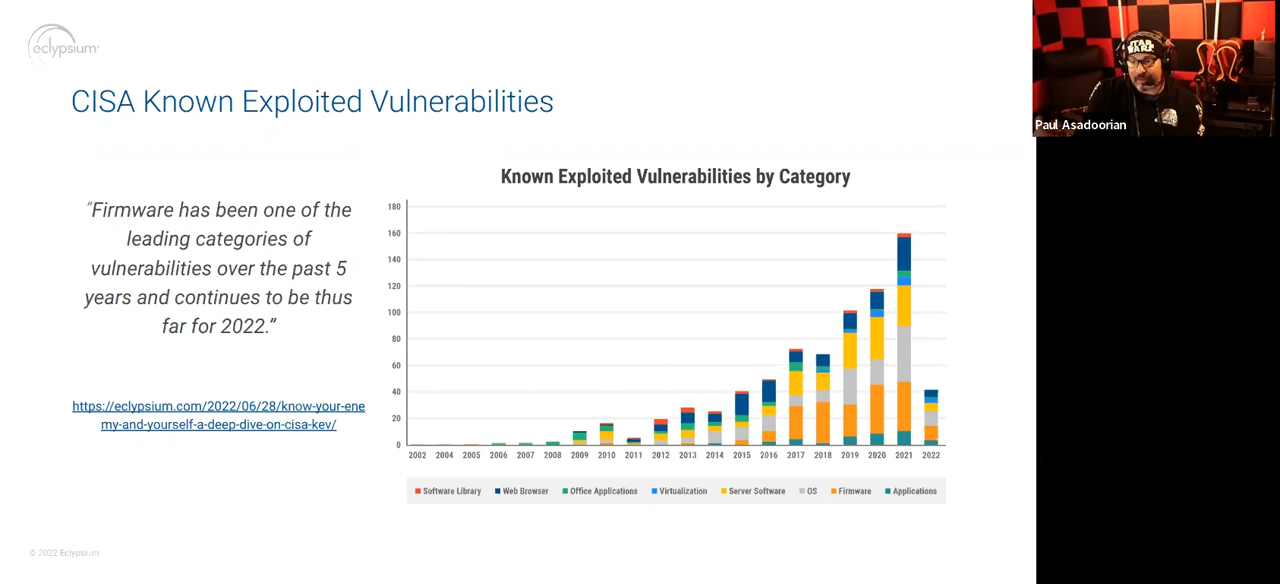 eclypsium
CISA Known Exploited Vulnerabilities
"Firmware has been one of the
leading categories of
vulnerabilities over the past 5
years and continues to be thus
far for 2022."
https://eclypsium.com/2022/06/28/know-your-ene
my-and-yourself-a-deep-dive-on-cisa-kev/
Known Exploited Vulnerabilities by Category
180
160
140
120
100
80
60
40
20
0
2002 2004 2005 2006 2007 2008 2009 2010 2011 2012 2013 2014 2015 2016 2017 2018 2019 2020 2021 2022
Software Library Web Browser Office Applications Virtualization Server Software OS Firmware Applications
© 2022 Eclypsium
STAR
WARS
Paul Asadoorian